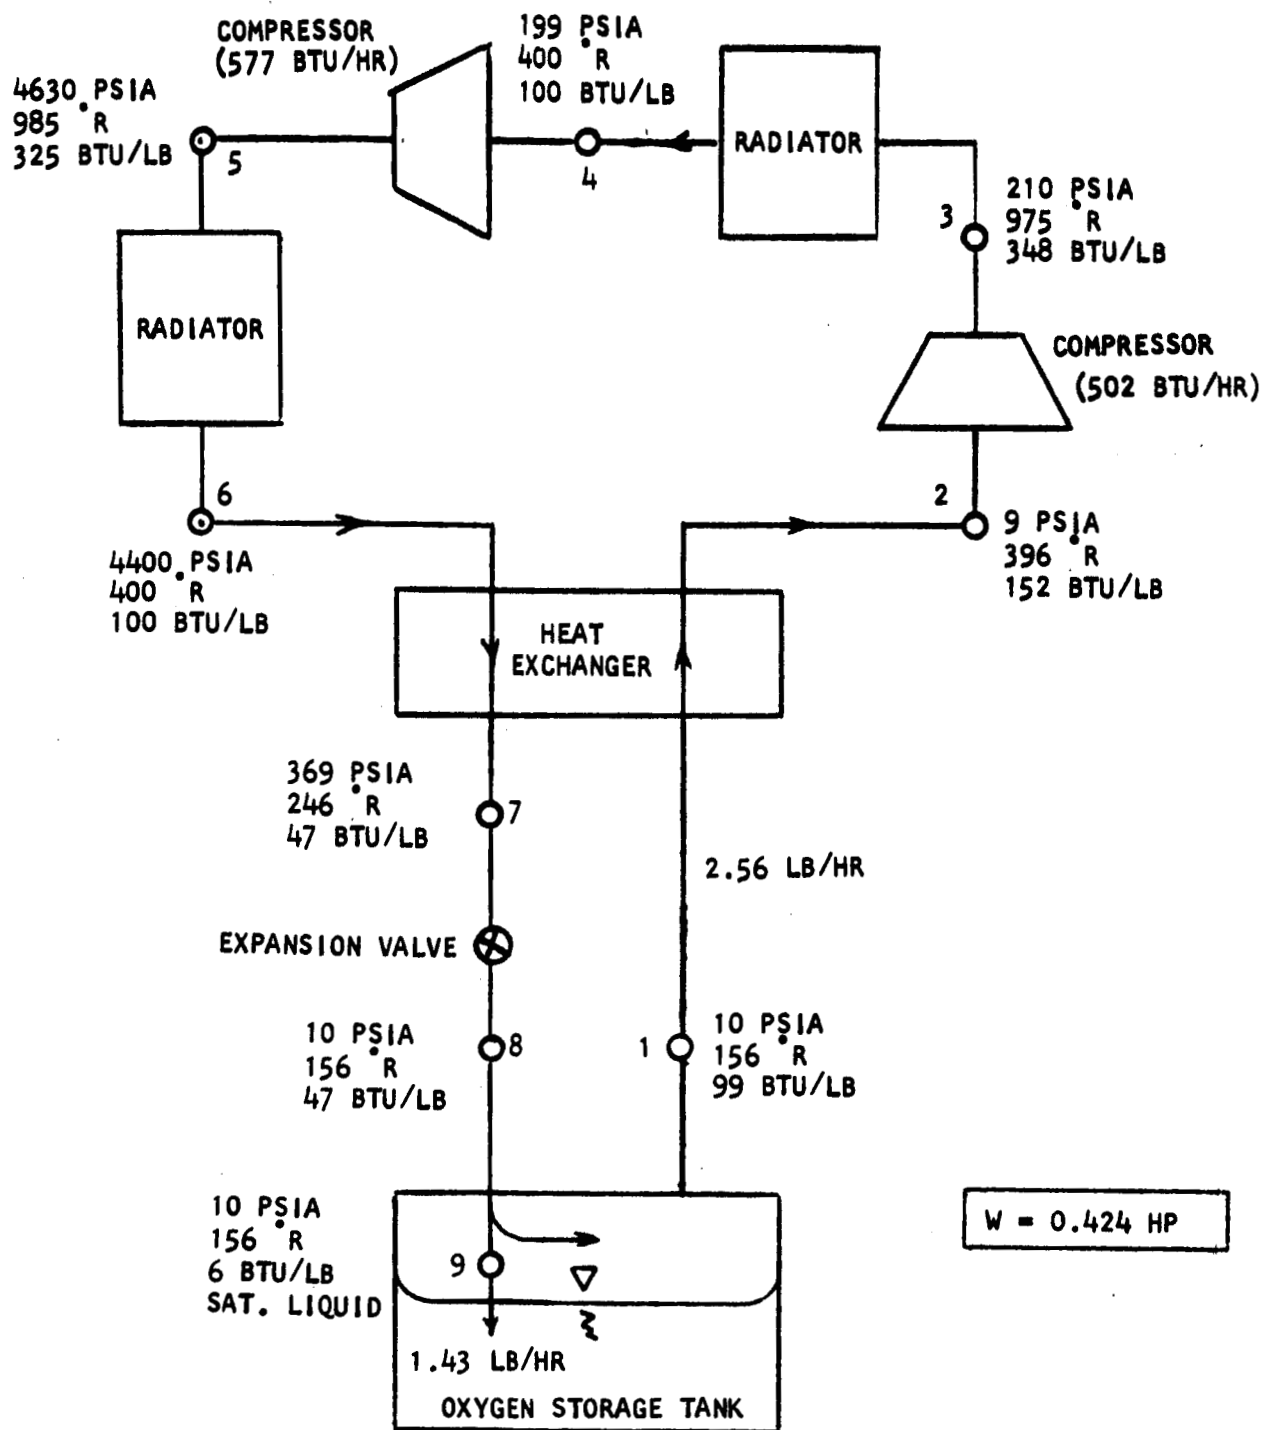 COMPRESSOR
(577 BTU/HR)
199 PSIA
400 °R
100 BTU/LB
4630 PSIA
985 °R
325 BTU/LB
5
4
RADIATOR
3
210 PSIA
975 °R
348 BTU/LB
RADIATOR
COMPRESSOR
(502 BTU/HR)
6
2
9 PSIA
396 °R
152 BTU/LB
4400 PSIA
400 °R
100 BTU/LB
HEAT
EXCHANGER
369 PSIA
246 °R
47 BTU/LB
7
2.56 LB/HR
EXPANSION VALVE
10 PSIA
156 °R
47 BTU/LB
8
1
10 PSIA
156 °R
99 BTU/LB
10 PSIA
156 °R
6 BTU/LB
SAT. LIQUID
9
W = 0.424 HP
1.43 LB/HR
OXYGEN STORAGE TANK